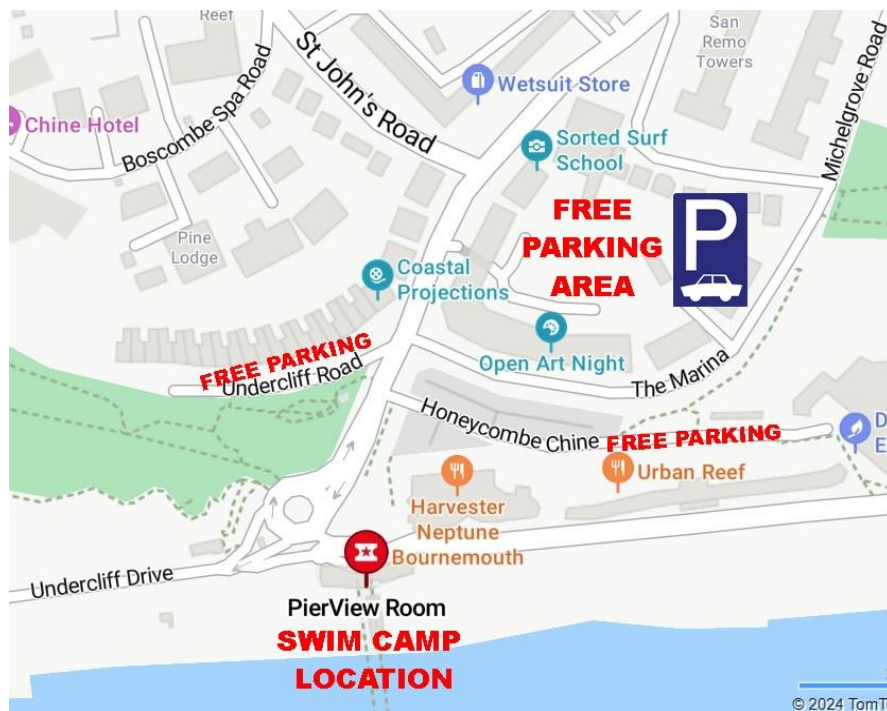 Reef
St John's Road
San
Remo
Towers
Michelgrove Road
Wetsuit Store
Chine Hotel
Boscombe Spa Road
Sorted Surf
School
FREE
PARKING
AREA
P
Pine
Lodge
Coastal
Projections
FREE PARKING
Undercliff Road
Open Art Night
The Marina
Honeycombe Chine
FREE PARKING
D
E
Urban Reef
Harvester
Neptune
Bournemouth
Undercliff Drive
PierView Room
SWIM CAMP
LOCATION
© 2024 TomT